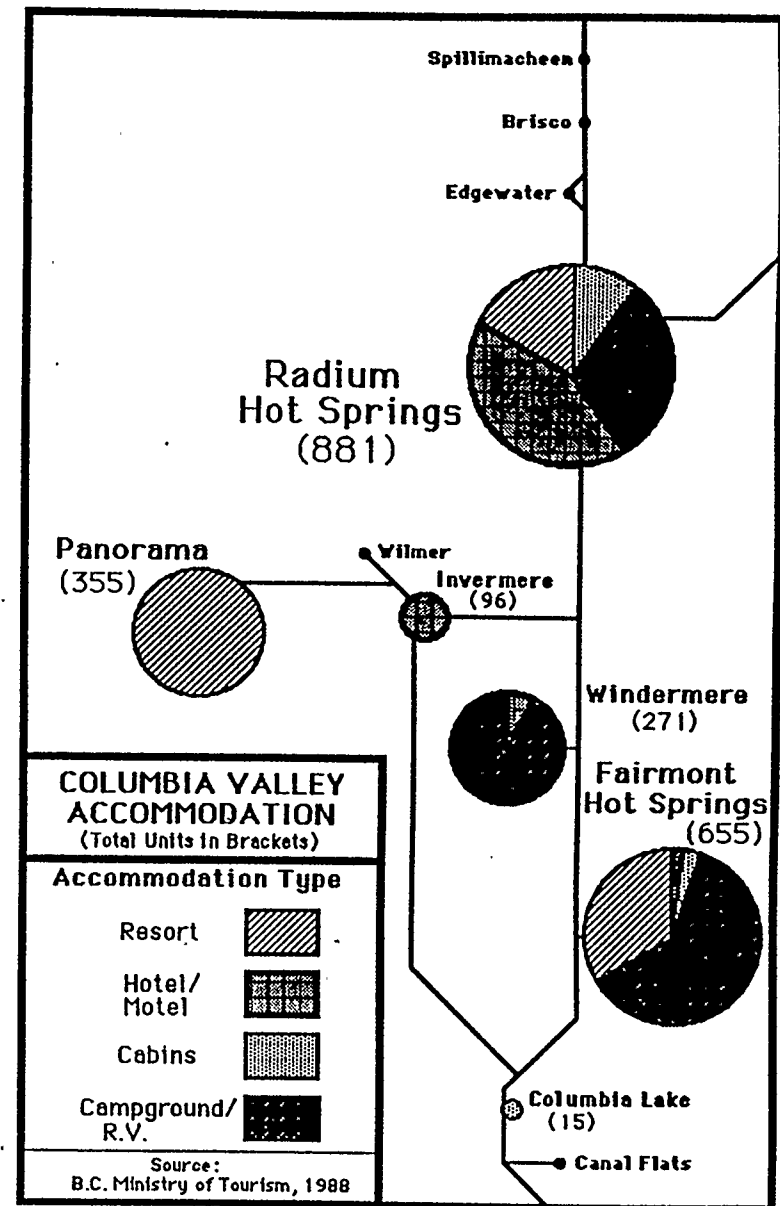 Spillimacheen
Brisco
Edgewater
Radium
Hot Springs
(881)
Panorama
(355)
Wilmer
Invermere
(96)
Windermere
(271)
Fairmont
Hot Springs
(655)
COLUMBIA VALLEY
ACCOMMODATION
(Total Units in Brackets)
Accommodation Type
Resort
Hotel/
Motel
Cabins
Campground/
R.V.
Source:
B.C. Ministry of Tourism, 1988
Columbia Lake
(15)
Canal Flats